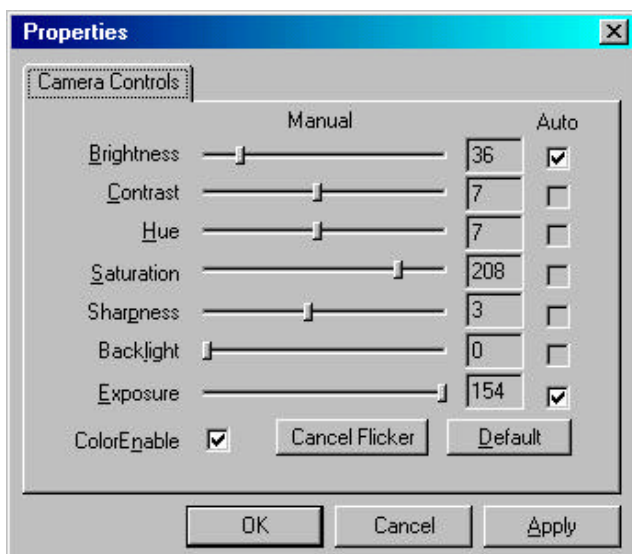 Properties
Camera Controls
Manual Auto
Brightness 36
Contrast 7
Hue 7
Saturation 208
Sharpness 3
Backlight 0
Exposure 154
ColorEnable Cancel Flicker Default
OK Cancel Apply